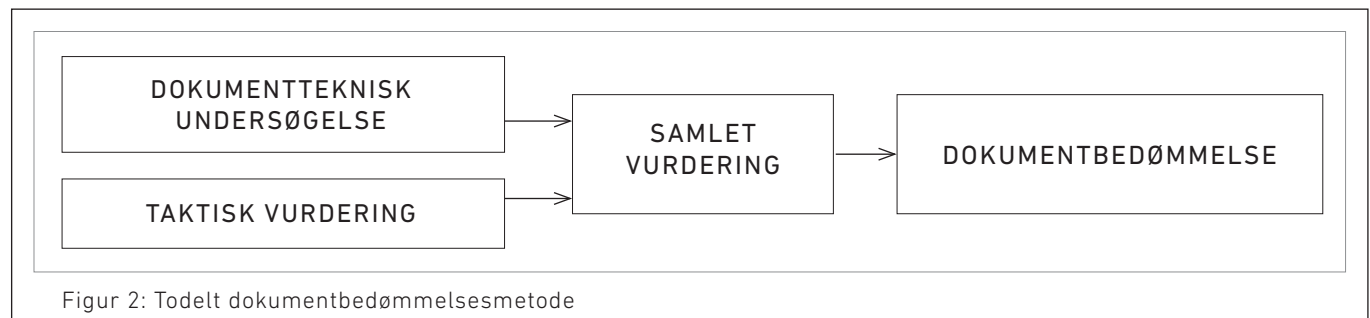 DOKUMENTTEKNISK
UNDERSØGELSE
TAKTISK VURDERING
SAMLET
VURDERING
DOKUMENTBEDØMMELSE
Figur 2: Todelt dokumentbedømmelsesmetode